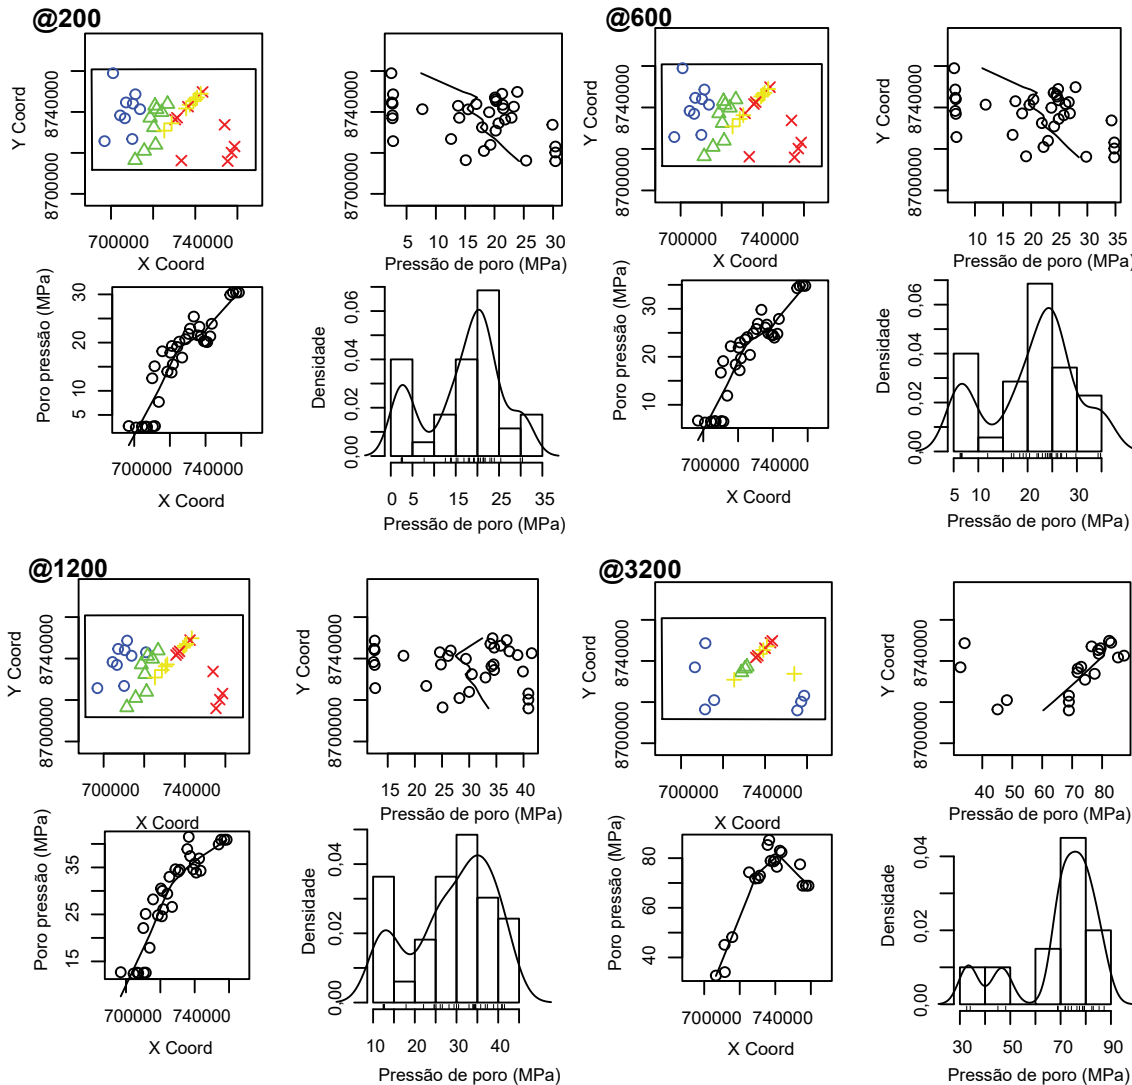 @200
Y Coord
8740000
8700000
700000 740000
X Coord
5 10 15 20 25 30
Pressão de poro (MPa)
Poro pressão (MPa)
30
20
5
700000 740000
X Coord
Densidade
0,06
0,04
0,02
0,00
0 5 15 25 35
Pressão de poro (MPa)
@600
Y Coord
8740000
8700000
700000 740000
X Coord
10 15 20 25 30 35
Pressão de poro (MPa)
Poro pressão (MPa)
30
20
10
700000 740000
X Coord
Densidade
0,06
0,04
0,02
0,00
5 10 20 30
Pressão de poro (MPa)
@1200
Y Coord
8740000
8700000
700000 740000
X Coord
Y Coord
8740000
8700000
15 20 25 30 35 40
Pressão de poro (MPa)
Poro pressão (MPa)
35
25
15
700000 740000
X Coord
Densidade
0,04
0,02
0,00
10 20 30 40
Pressão de poro (MPa)
@3200
Y Coord
8740000
8700000
700000 740000
X Coord
Y Coord
8740000
8700000
40 50 60 70 80
Pressão de poro (MPa)
Poro pressão (MPa)
80
60
40
700000 740000
X Coord
Densidade
0,04
0,02
0,00
30 50 70 90
Pressão de poro (MPa)